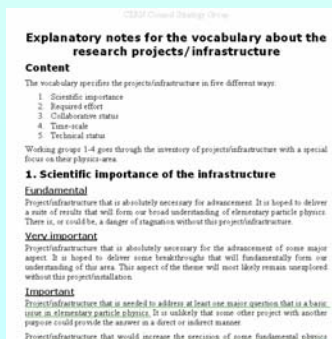 CERN Council Strategy Group
Explanatory notes for the vocabulary about the
research projects/infrastructure
Content
The vocabulary specifies the projects/infrastructure in five different ways:
1. Scientific importance
2. Required effort
3. Collaborative status
4. Time-scale
5. Technical status
Working groups 1-4 goes through the inventory of projects/infrastructure with a special
focus on their physics-area.
1. Scientific importance of the infrastructure
Fundamental
Project/infrastructure that is absolutely necessary for advancement. It is hoped to deliver
a suite of results that will form our broad understanding of elementary particle physics.
There is, or could be, a danger of stagnation without this project/infrastructure.
Very important
Project/infrastructure that is absolutely necessary for the advancement of some major
aspect. It is hoped to deliver some breakthroughs that will fundamentally form our
understanding of this area. This aspect of the theme will most likely remain unexplored
without this project/installation.
Important
Project/infrastructure that is needed to address at least one major question that is a basic
issue in elementary particle physics. It is unlikely that some other project with another
purpose could provide the answer in a direct or indirect manner.
Project/infrastructure that would increase the precision of some fundamental physics